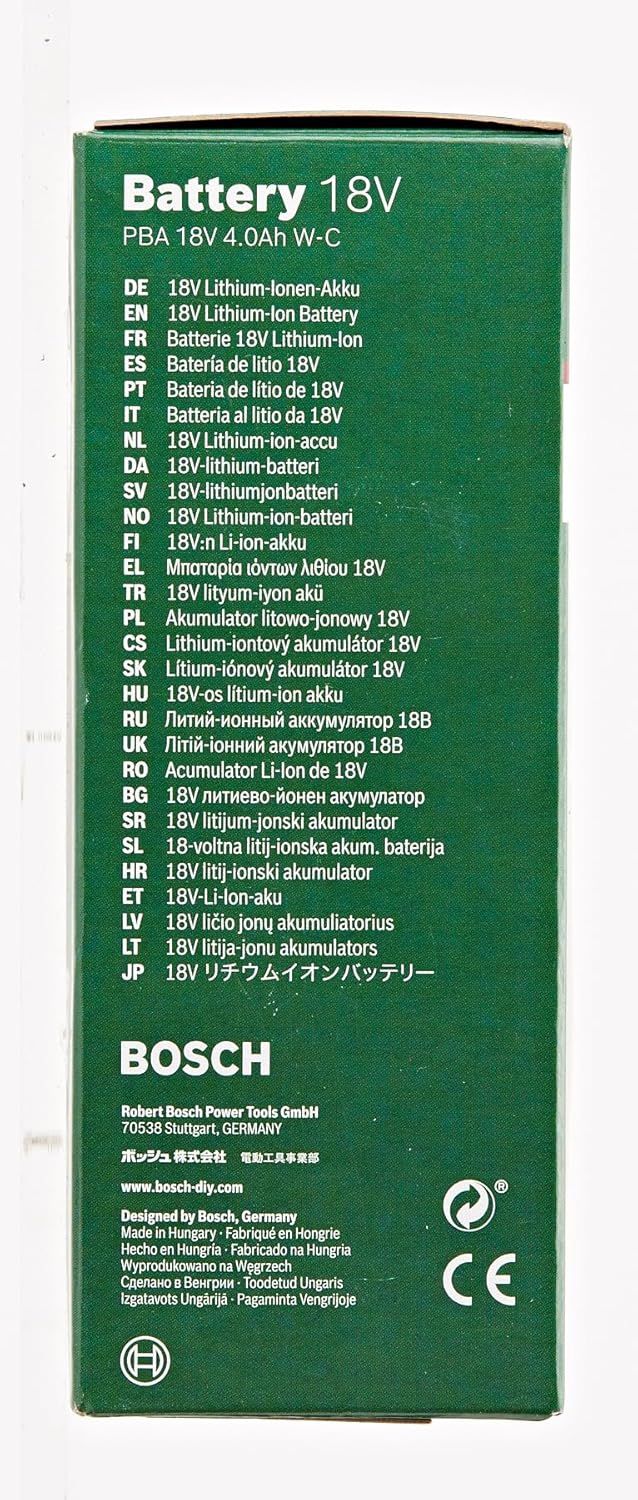 Battery 18V
PBA 18V 4.0Ah W-C
DE 18V Lithium-Ionen-Akku
EN 18V Lithium-Ion Battery
FR Batterie 18V Lithium-Ion
ES Batería de litio 18V
PT Bateria de lítio de 18V
IT Batteria al litio da 18V
NL 18V Lithium-ion-accu
DA 18V-lithium-batteri
SV 18V-lithiumjonbatteri
NO 18V Lithium-ion-batteri
FI 18V:n Li-ion-akku
EL Μπαταρία ιόντων λιθίου 18V
TR 18V lityum-iyon akü
PL Akumulator litowo-jonowy 18V
CS Lithium-iontový akumulátor 18V
SK Lítium-iónový akumulátor 18V
HU 18V-os lítium-ion akku
RU Литий-ионный аккумулятор 18В
UK Літій-іонний акумулятор 18В
RO Acumulator Li-Ion de 18V
BG 18V литиево-йонен акумулатор
SR 18V litijum-jonski akumulator
SL 18-voltna litij-ionska akum. baterija
HR 18V litij-ionski akumulator
ET 18V-Li-Ion-aku
LV 18V ličio jonų akumuliatorius
LT 18V litija-jonu akumulators
JP 18V リチウムイオンバッテリー
BOSCH
Robert Bosch Power Tools GmbH
70538 Stuttgart, GERMANY
ボッシュ株式会社 電動工具事業部
www.bosch-diy.com
Designed by Bosch, Germany
Made in Hungary · Fabriqué en Hongrie
Hecho en Hungría · Fabricado na Hungria
Wyprodukowano na Węgrzech
Сделано в Венгрии · Toodetud Ungaris
Izgatavots Ungārijā · Pagaminta Vengrijoje
®
CE